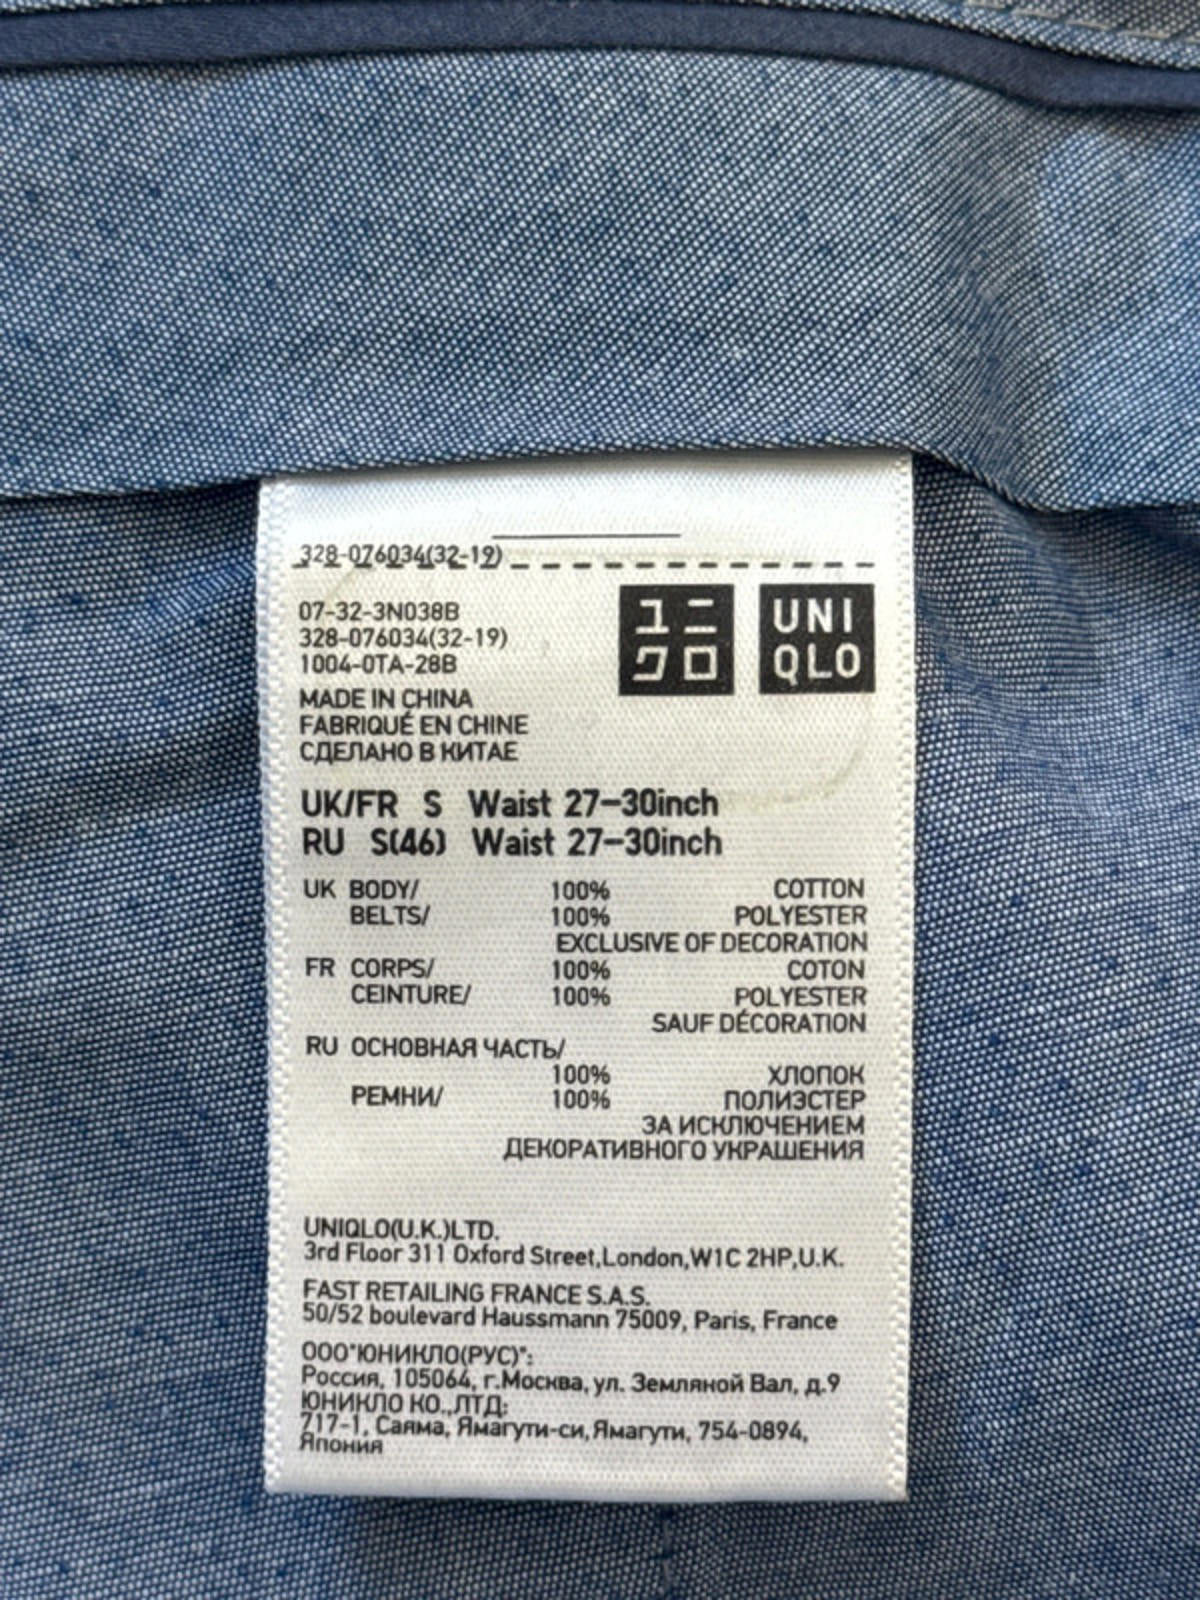 328-076034(32-19)
07-32-3N038B
328-076034(32-19)
1004-0TA-28B
ユニ
クロ
UNI
QLO
MADE IN CHINA
FABRIQUÉ EN CHINE
СДЕЛАНО В КИТАЕ
UK/FR S Waist 27-30inch
RU S(46) Waist 27-30inch
UK BODY/ 100% COTTON
BELTS/ 100% POLYESTER
EXCLUSIVE OF DECORATION
FR CORPS/ 100% COTON
CEINTURE/ 100% POLYESTER
SAUF DÉCORATION
RU ОСНОВНАЯ ЧАСТЬ/
100% ХЛОПОК
РЕМНИ/ 100% ПОЛИЭСТЕР
ЗА ИСКЛЮЧЕНИЕМ
ДЕКОРАТИВНОГО УКРАШЕНИЯ
UNIQLO(U.K.)LTD.
3rd Floor 311 Oxford Street,London,W1C 2HP,U.K.
FAST RETAILING FRANCE S.A.S.
50/52 boulevard Haussmann 75009, Paris, France
ООО"ЮНИКЛО(РУС)":
Россия, 105064, г.Москва, ул. Земляной Вал, д.9
ЮНИКЛО КО.,ЛТД:
717-1, Саяма, Ямагути-си,Ямагути, 754-0894,
Япония